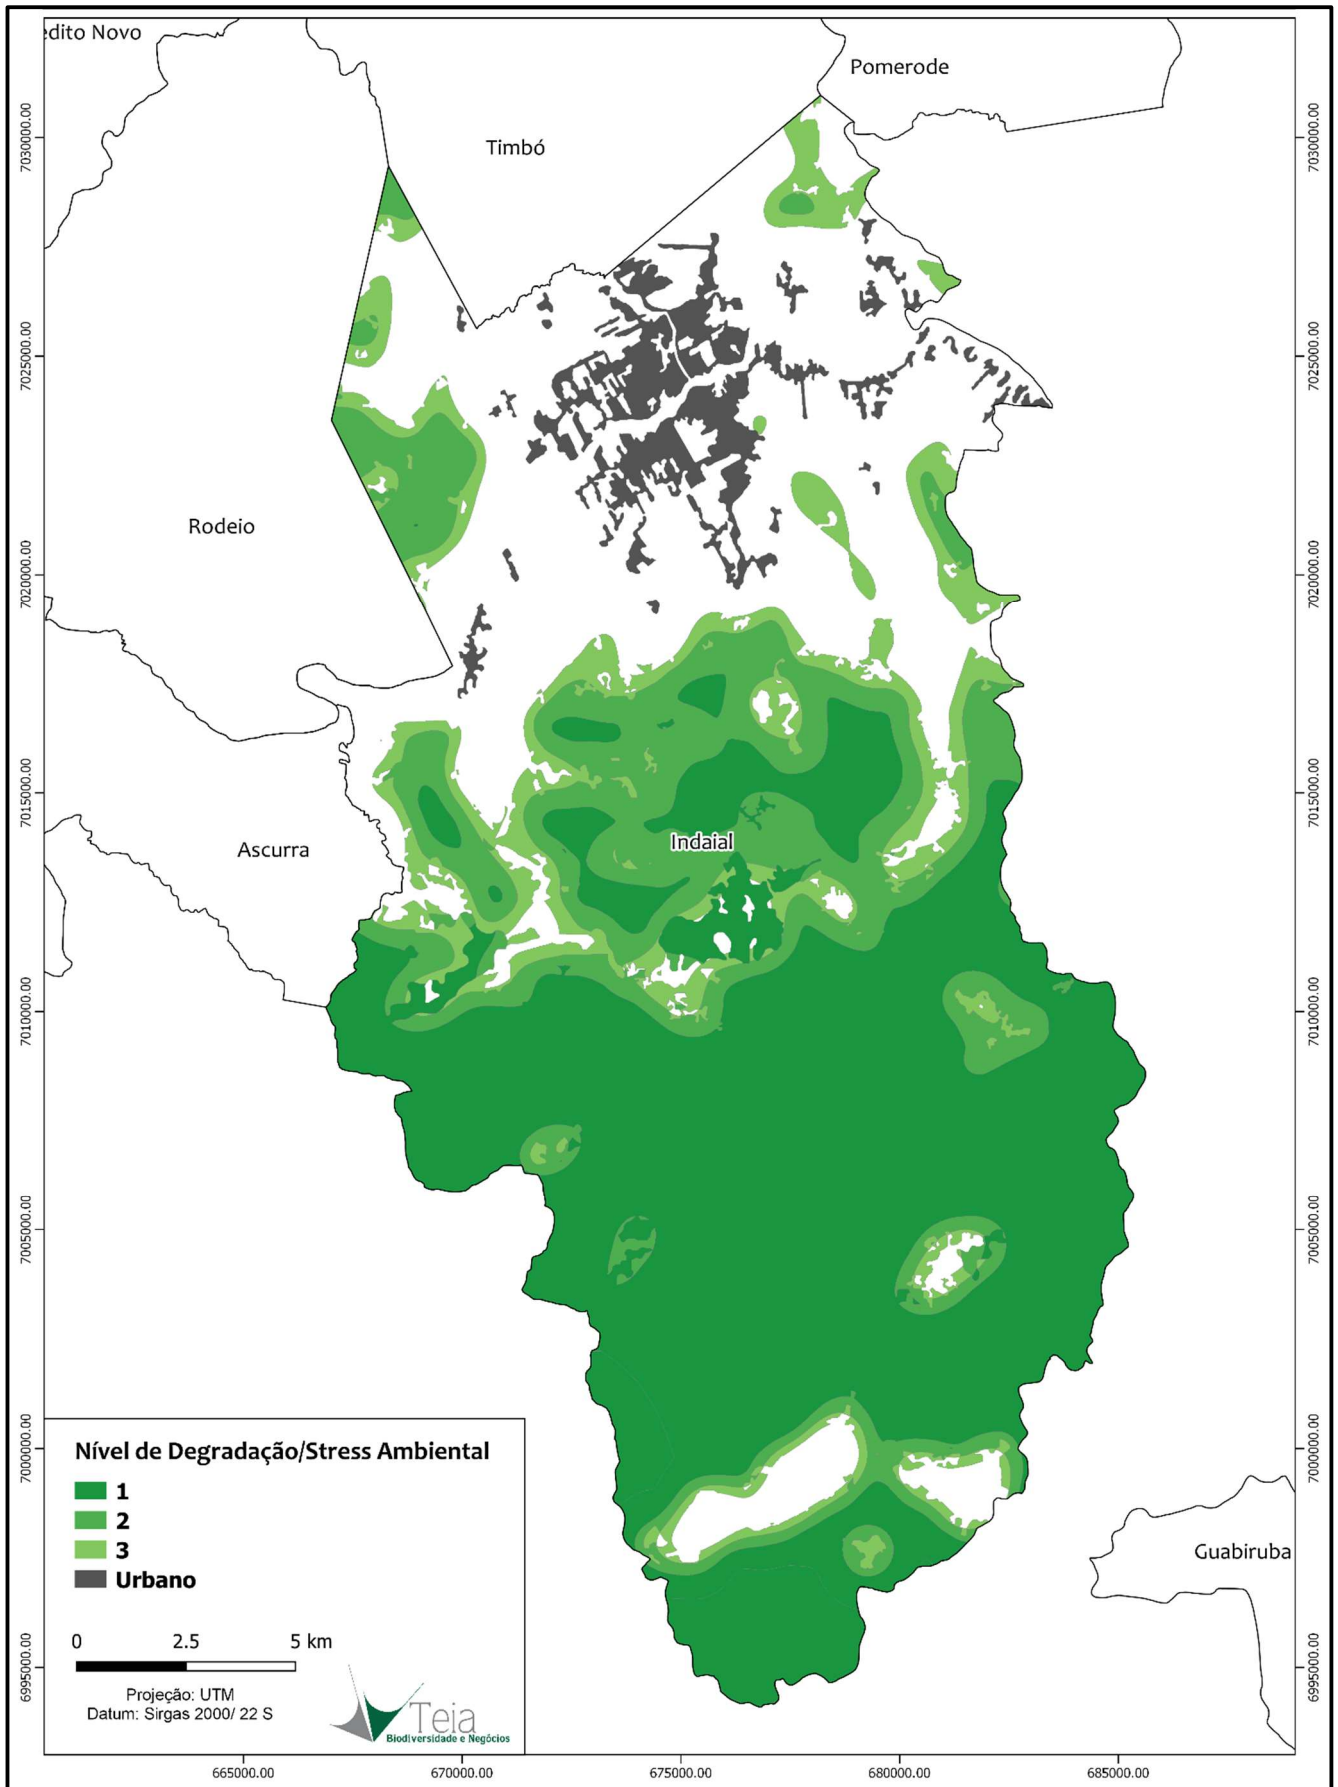 edito Novo
Pomerode
Timbó
Rodeio
Ascurra
Indaial
Guabiruba
7030000.00
7025000.00
7020000.00
7015000.00
7010000.00
7005000.00
7000000.00
6995000.00
7030000.00
7025000.00
7020000.00
7015000.00
7010000.00
7005000.00
7000000.00
6995000.00
Nível de Degradação/Stress Ambiental
1
2
3
Urbano
0 2.5 5 km
Projeção: UTM
Datum: Sirgas 2000/ 22 S
Teia
Biodiversidade e Negócios
665000.00 670000.00 675000.00 680000.00 685000.00